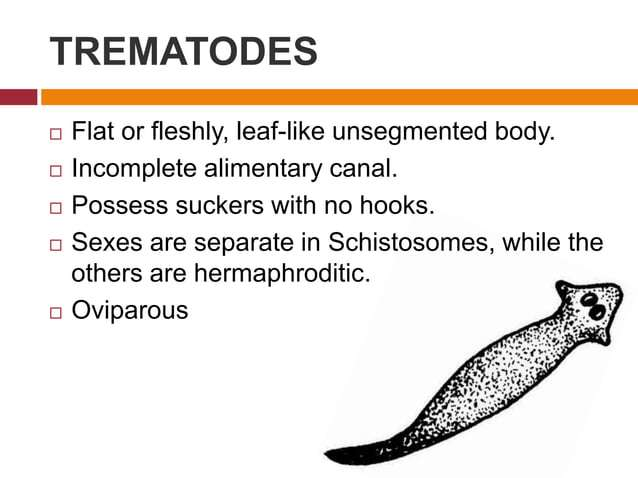 TREMATODES
□ Flat or fleshly, leaf-like unsegmented body.
□ Incomplete alimentary canal.
□ Possess suckers with no hooks.
□ Sexes are separate in Schistosomes, while the
others are hermaphroditic.
□ Oviparous